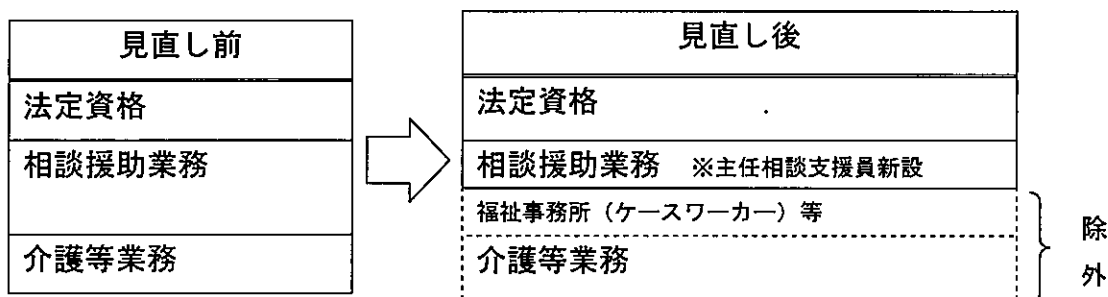 見直し前
法定資格
相談援助業務
介護等業務
見直し後
法定資格
相談援助業務 ※主任相談支援員新設
福祉事務所（ケースワーカー）等
介護等業務
除
外